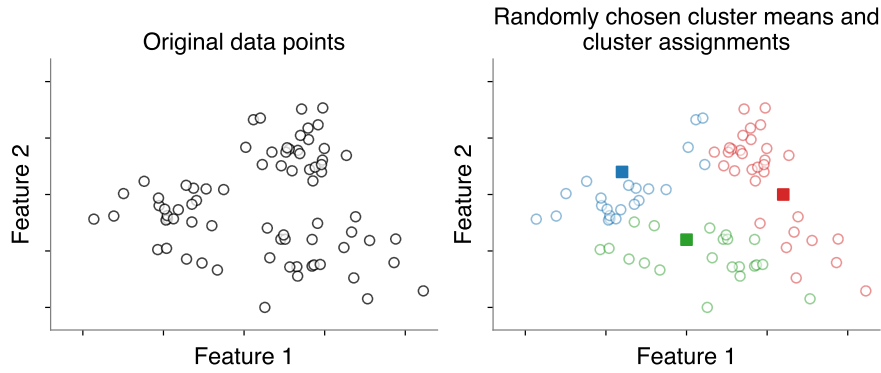 Original data points
Feature 2
Feature 1
Randomly chosen cluster means and
cluster assignments
Feature 2
Feature 1